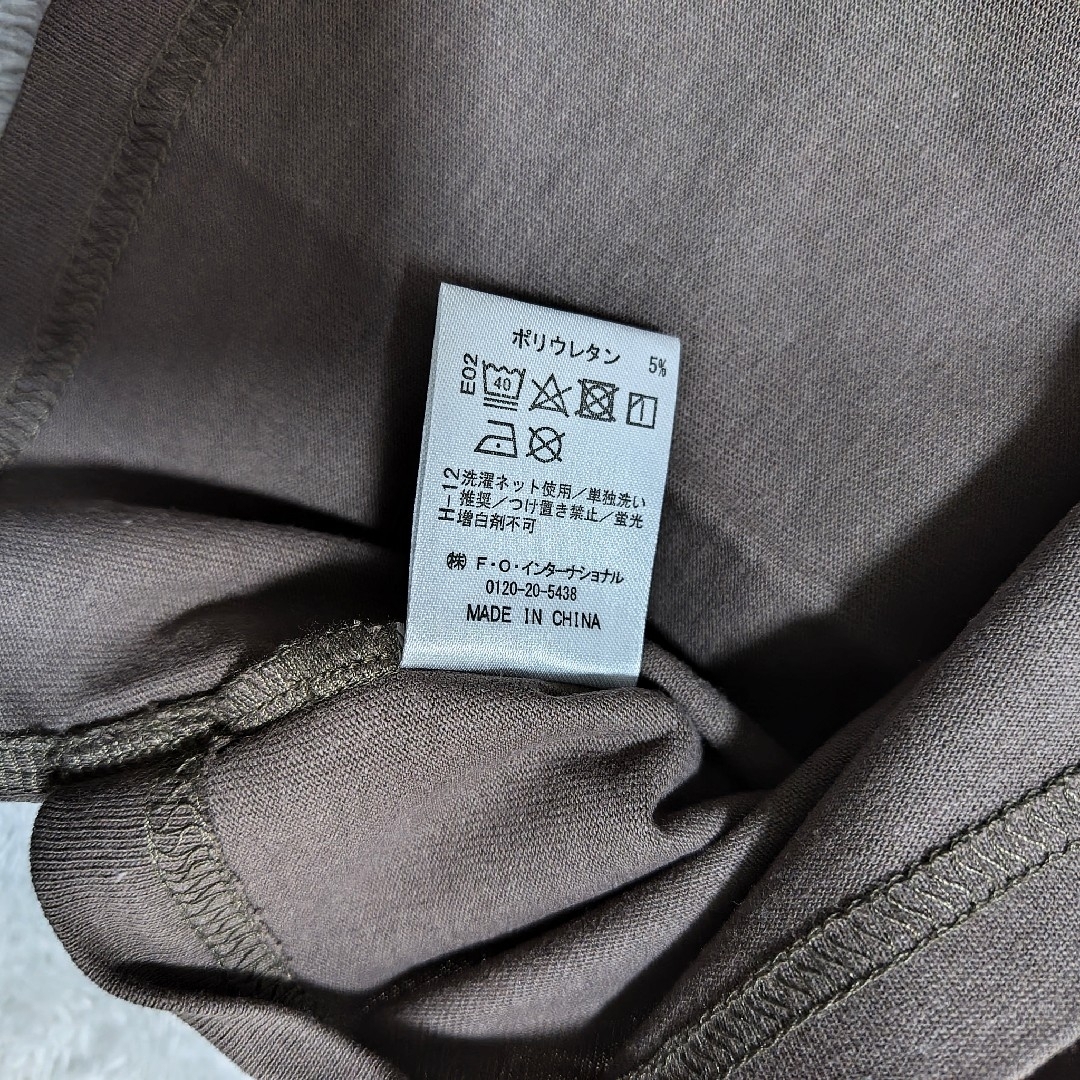 ポリウレタン 5%
E02
40
H-12
洗濯ネット使用/単独洗い
推奨/つけ置き禁止/蛍光
増白剤不可
㈱ F・O・インターナショナル
0120-20-5438
MADE IN CHINA